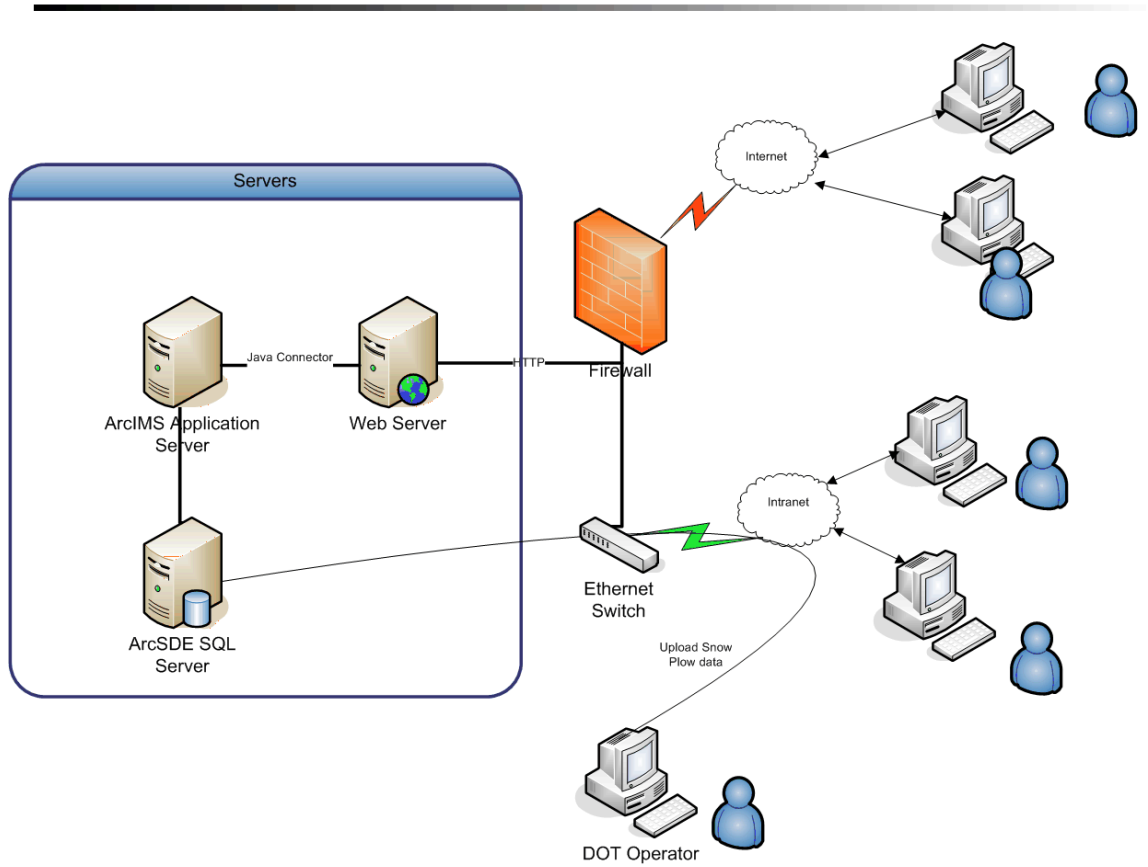 Internet
Servers
Java Connector
HTTP
Firewall
ArcIMS Application
Server
Web Server
Intranet
Ethernet
Switch
ArcSDE SQL
Server
Upload Snow
Plow data
DOT Operator